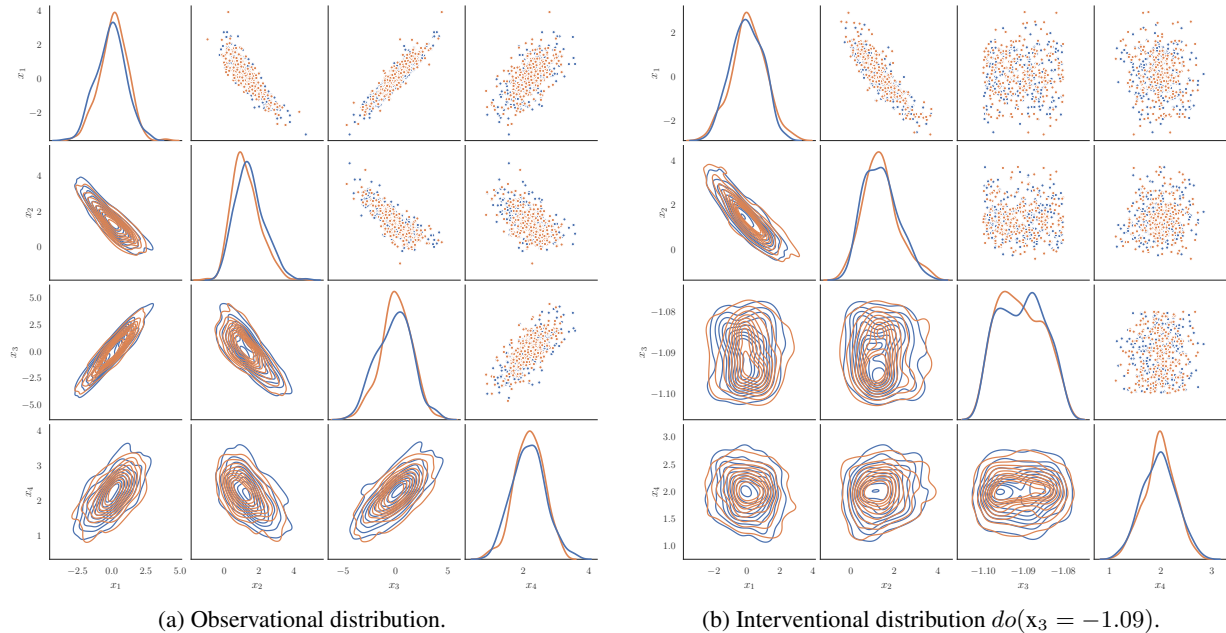 4
2
0
−2
x₁
4
2
0
x₂
5.0
2.5
0.0
−2.5
−5.0
x₃
4
3
2
1
x₄
−2.5 0.0 2.5 5.0
x₁
0 2 4
x₂
−5 0 5
x₃
2 4
x₄
2
0
−2
x₁
4
2
0
x₂
−1.08
−1.09
−1.10
x₃
3.0
2.5
2.0
1.5
1.0
x₄
−2 0 2
x₁
0 2 4
x₂
−1.10 −1.09 −1.08
x₃
1 2 3
x₄
(a) Observational distribution.
(b) Interventional distribution do(x₃ = −1.09).